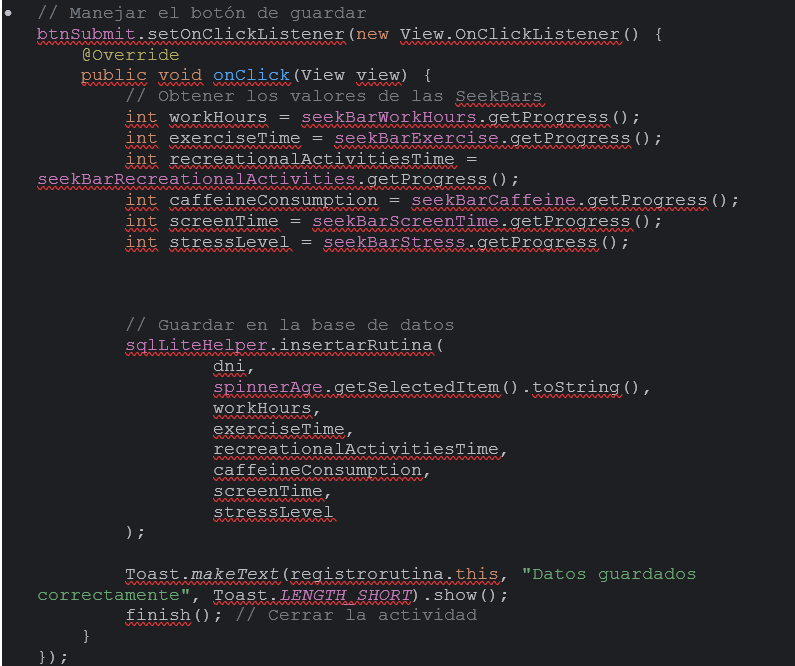 // Manejar el botón de guardar
btnSubmit.setOnClickListener(new View.OnClickListener() {
@Override
public void onClick(View view) {
// Obtener los valores de las SeekBars
int workHours = seekBarWorkHours.getProgress();
int exerciseTime = seekBarExercise.getProgress();
int recreationalActivitiesTime =
seekBarRecreationalActivities.getProgress();
int caffeineConsumption = seekBarCaffeine.getProgress();
int screenTime = seekBarScreenTime.getProgress();
int stressLevel = seekBarStress.getProgress();
// Guardar en la base de datos
sqlLiteHelper.insertarRutina(
dni,
spinnerAge.getSelectedItem().toString(),
workHours,
exerciseTime,
recreationalActivitiesTime,
caffeineConsumption,
screenTime,
stressLevel
);
Toast.makeText(registrorutina.this, "Datos guardados
correctamente", Toast.LENGTH_SHORT).show();
finish(); // Cerrar la actividad
}
});